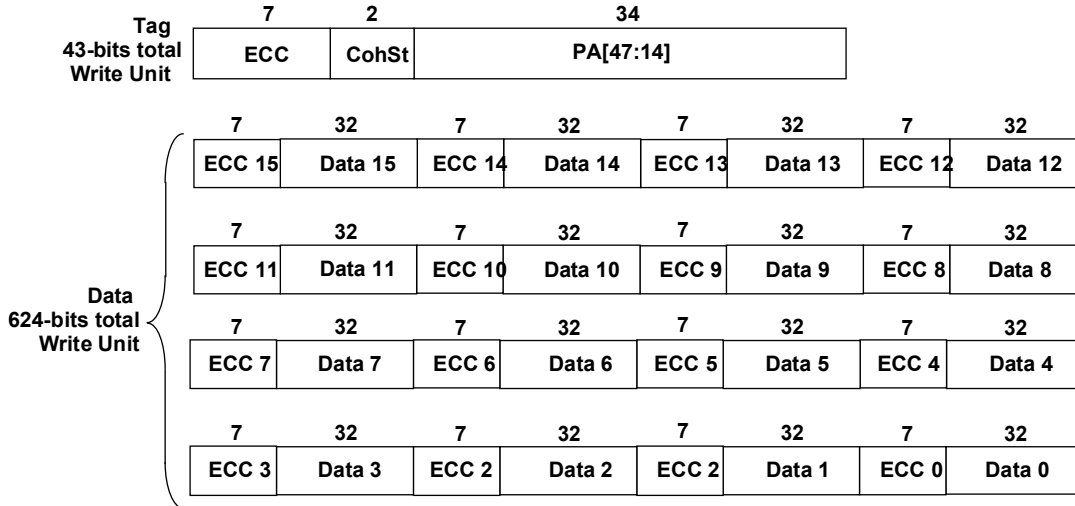 7 2 34
Tag
43-bits total
Write Unit
ECC CohSt PA[47:14]
7 32 7 32 7 32 7 32
ECC 15 Data 15 ECC 14 Data 14 ECC 13 Data 13 ECC 12 Data 12
7 32 7 32 7 32 7 32
ECC 11 Data 11 ECC 10 Data 10 ECC 9 Data 9 ECC 8 Data 8
Data
624-bits total
Write Unit
7 32 7 32 7 32 7 32
ECC 7 Data 7 ECC 6 Data 6 ECC 5 Data 5 ECC 4 Data 4
7 32 7 32 7 32 7 32
ECC 3 Data 3 ECC 2 Data 2 ECC 2 Data 1 ECC 0 Data 0